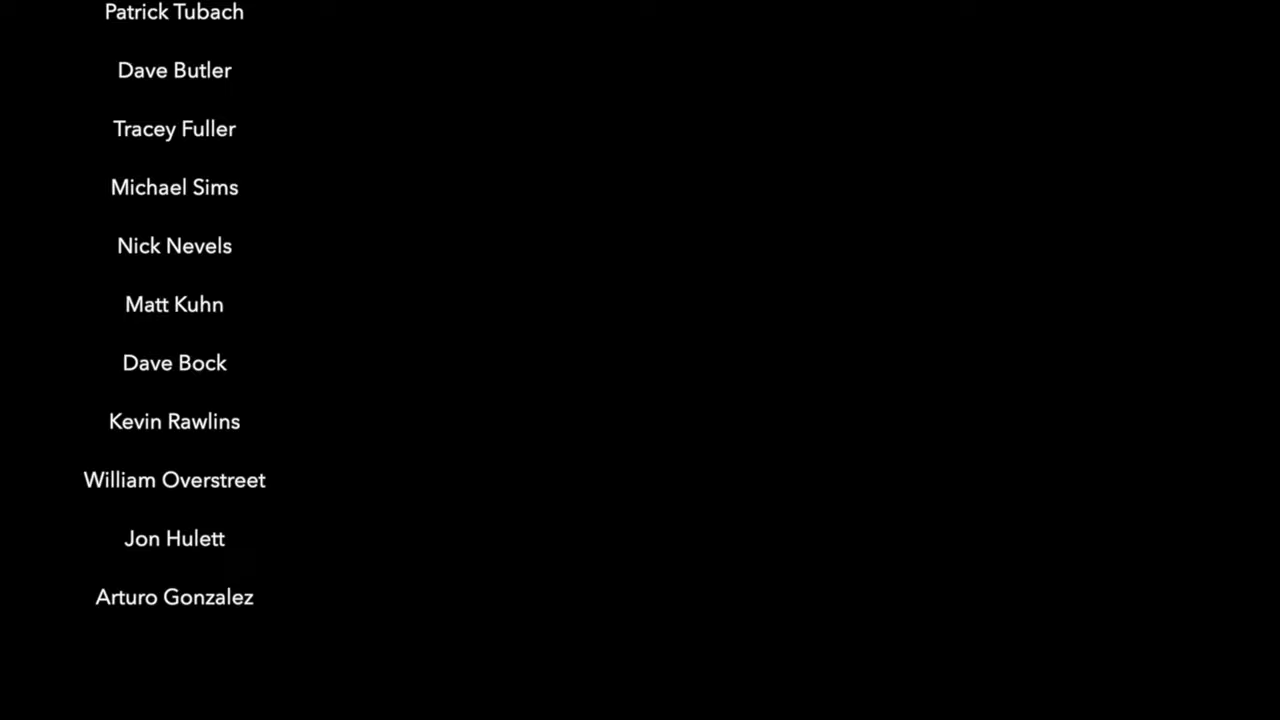 Patrick Tubach
Dave Butler
Tracey Fuller
Michael Sims
Nick Nevels
Matt Kuhn
Dave Bock
Kevin Rawlins
William Overstreet
Jon Hulett
Arturo Gonzalez